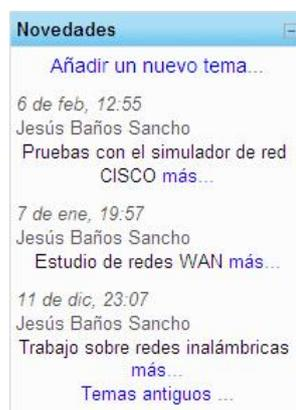 Novedades
Añadir un nuevo tema...
6 de feb, 12:55
Jesús Baños Sancho
Pruebas con el simulador de red
CISCO más...
7 de ene, 19:57
Jesús Baños Sancho
Estudio de redes WAN más...
11 de dic, 23:07
Jesús Baños Sancho
Trabajo sobre redes inalámbricas
más...
Temas antiguos ...